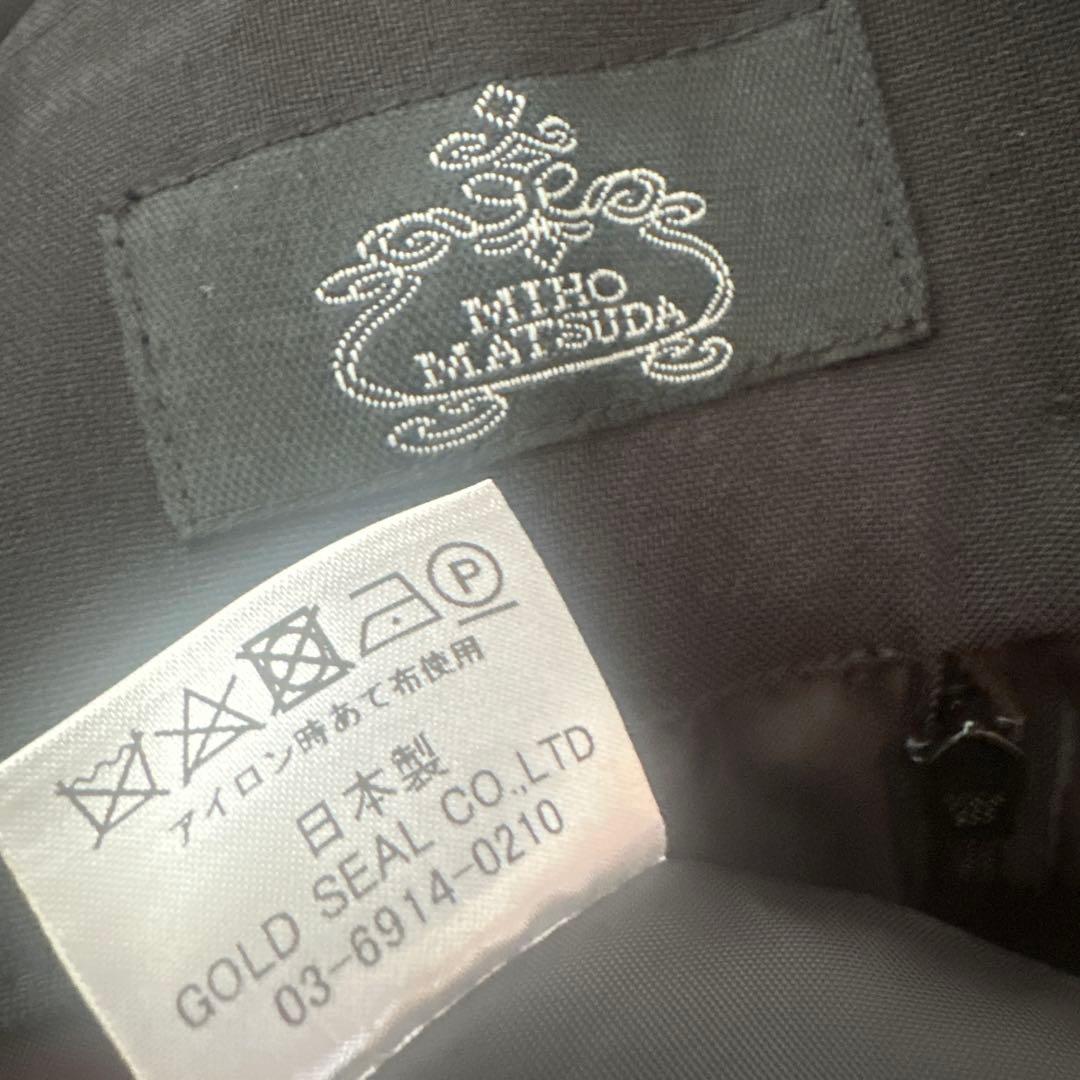 MIHO
MATSUDA
P
アイロン時あて布使用
日本製
GOLD SEAL CO.,LTD
03-6914-0210